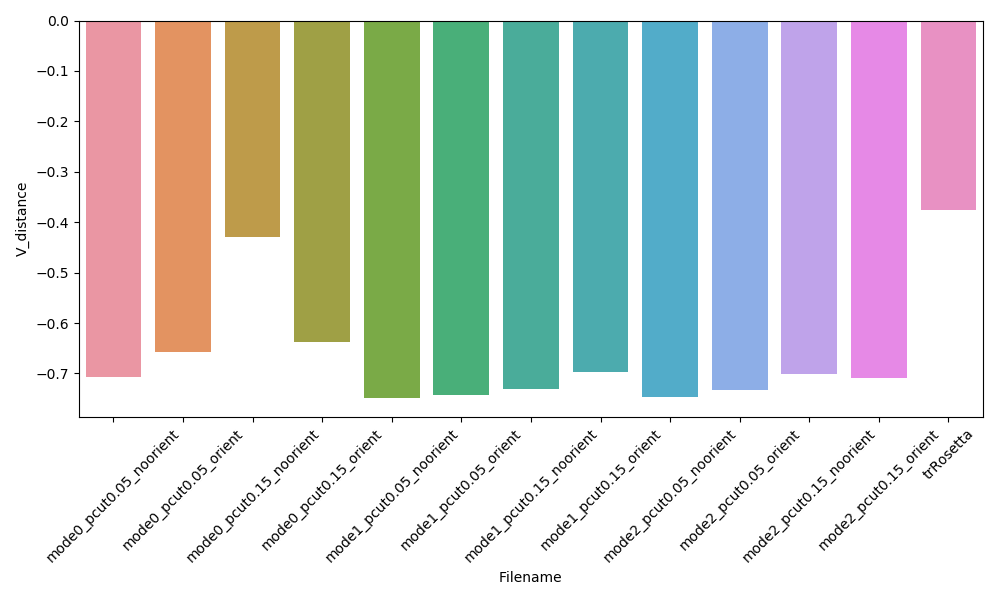 0.0
−0.1
−0.2
−0.3
−0.4
−0.5
−0.6
−0.7
V_distance
mode0_pcut0.05_noorient
mode0_pcut0.05_orient
mode0_pcut0.15_noorient
mode0_pcut0.15_orient
mode1_pcut0.05_noorient
mode1_pcut0.05_orient
mode1_pcut0.15_noorient
mode1_pcut0.15_orient
mode2_pcut0.05_noorient
mode2_pcut0.05_orient
mode2_pcut0.15_noorient
mode2_pcut0.15_orient
trRosetta
Filename